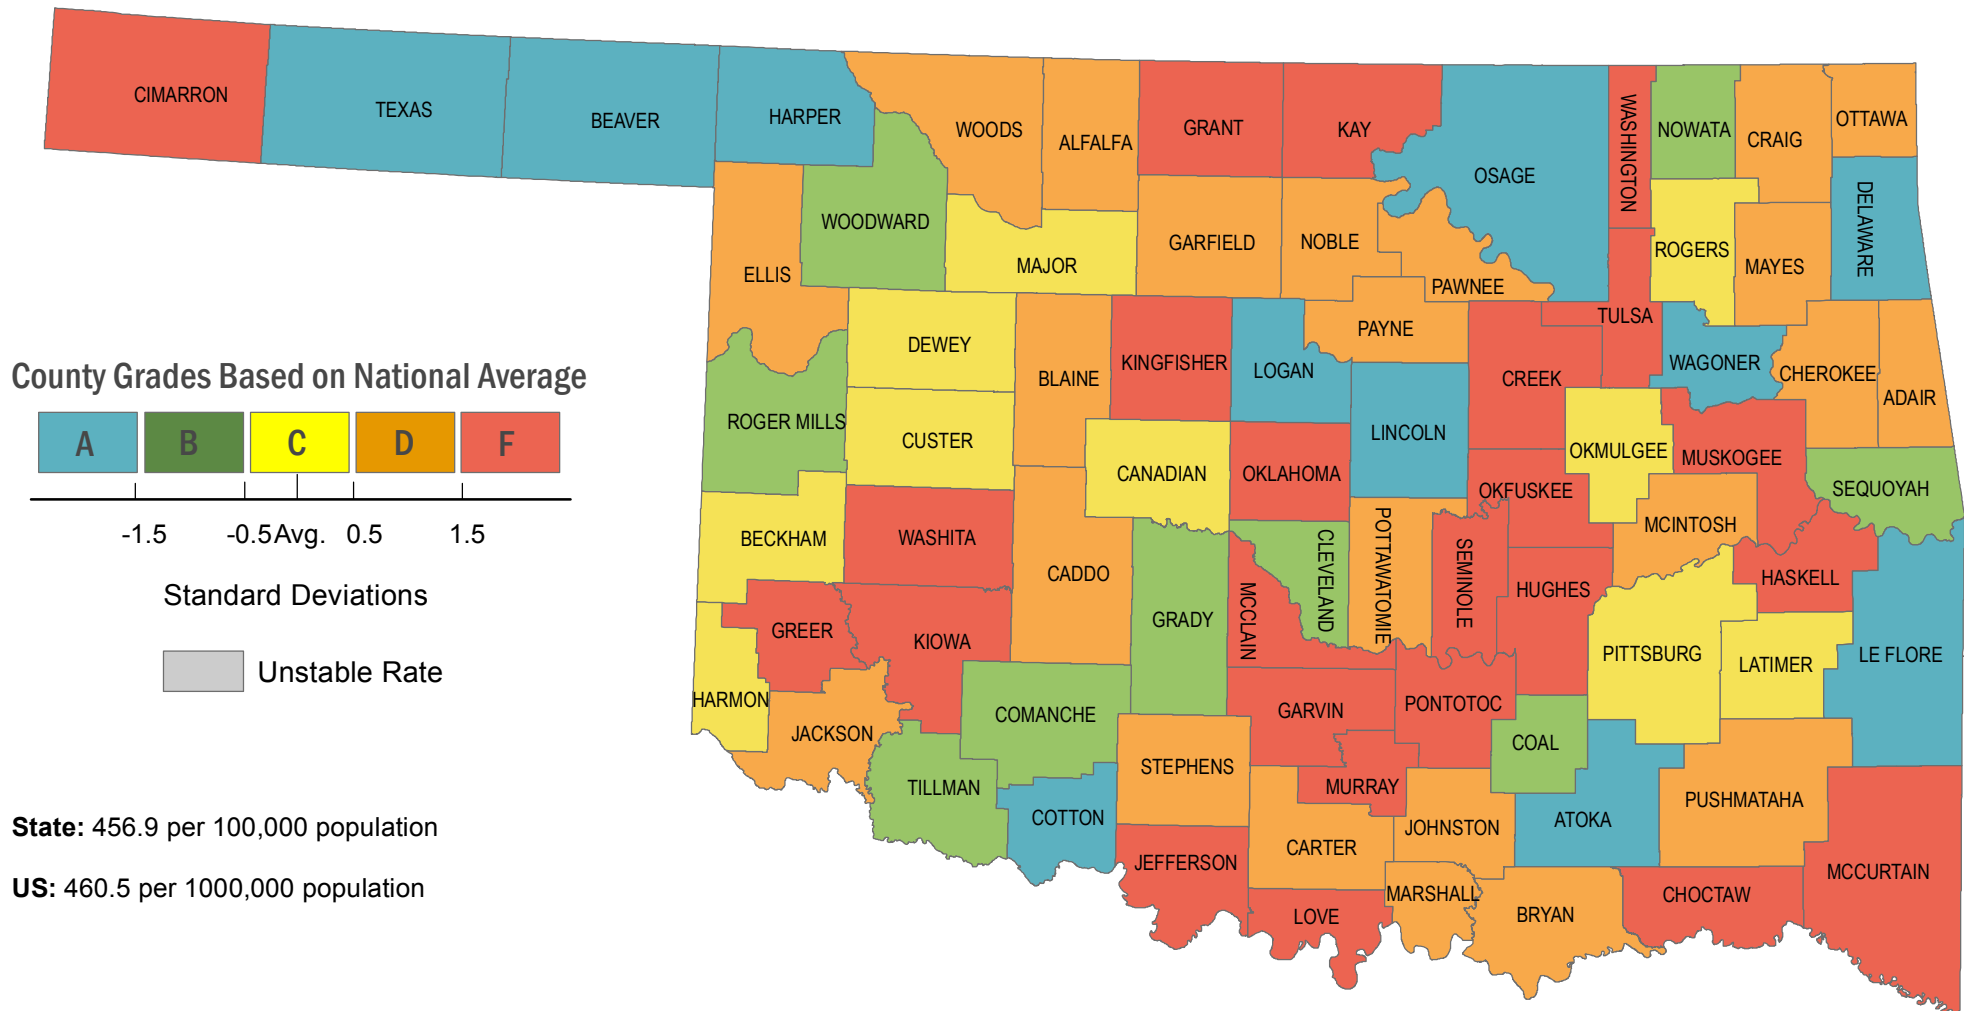 CIMARRON
TEXAS
BEAVER
HARPER
WOODS
ALFALFA
GRANT
KAY
OSAGE
WASHINGTON
NOWATA
CRAIG
OTTAWA
DELAWARE
WOODWARD
ELLIS
MAJOR
GARFIELD
NOBLE
PAWNEE
ROGERS
MAYES
TULSA
PAYNE
DEWEY
BLAINE
KINGFISHER
LOGAN
CREEK
WAGONER
CHEROKEE
ADAIR
County Grades Based on National Average
A B C D F
-1.5 -0.5 Avg. 0.5 1.5
Standard Deviations
Unstable Rate
ROGER MILLS
CUSTER
CANADIAN
OKLAHOMA
LINCOLN
OKMULGEE
MUSKOGEE
SEQUOYAH
OKFUSKEE
MCINTOSH
BECKHAM
WASHITA
CADDO
GRADY
MCCLAIN
CLEVELAND
POTTAWATOMIE
SEMINOLE
HUGHES
HASKELL
GREER
KIOWA
PITTSBURG
LATIMER
LE FLORE
HARMON
JACKSON
COMANCHE
GARVIN
PONTOTOC
COAL
TILLMAN
COTTON
STEPHENS
MURRAY
JOHNSTON
ATOKA
PUSHMATAHA
JEFFERSON
CARTER
MARSHALL
LOVE
BRYAN
CHOCTAW
MCCURTAIN
State: 456.9 per 100,000 population
US: 460.5 per 1000,000 population